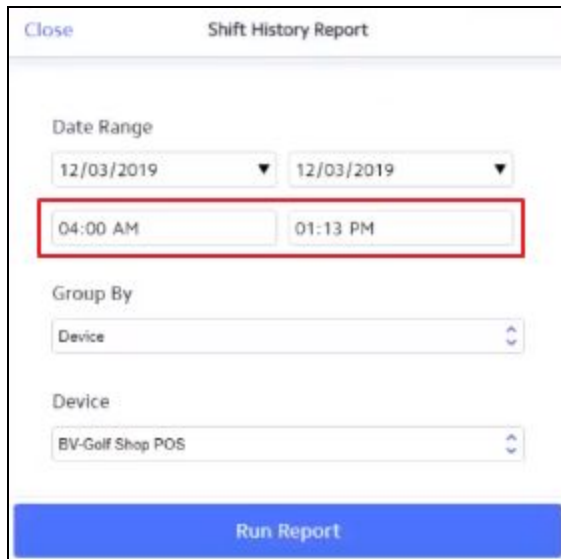 Close Shift History Report
Date Range
12/03/2019 12/03/2019
04:00 AM 01:13 PM
Group By
Device
Device
BV-Golf Shop POS
Run Report